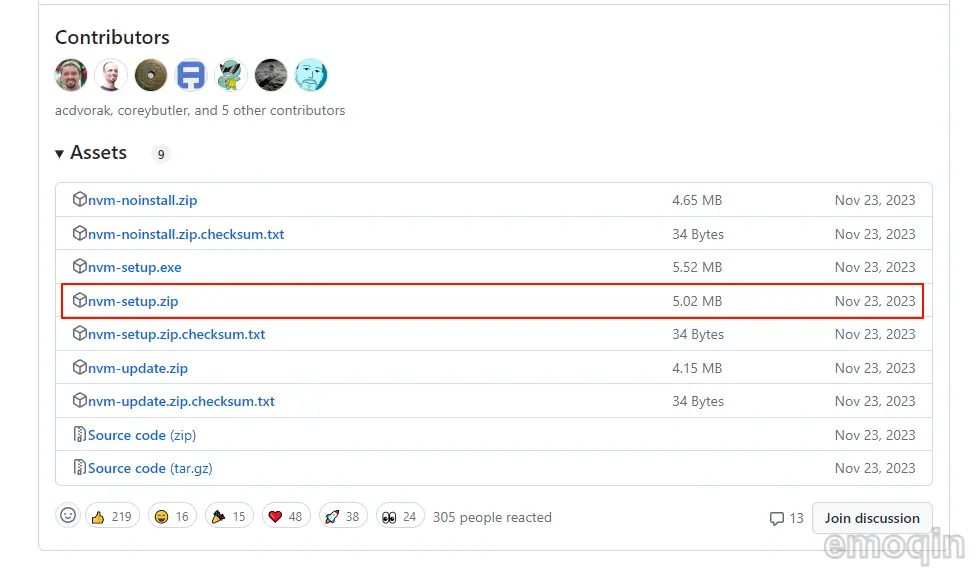 Contributors
acdvorak, coreybutler, and 5 other contributors
Assets 9
nvm-noinstall.zip 4.65 MB Nov 23, 2023
nvm-noinstall.zip.checksum.txt 34 Bytes Nov 23, 2023
nvm-setup.exe 5.52 MB Nov 23, 2023
nvm-setup.zip 5.02 MB Nov 23, 2023
nvm-setup.zip.checksum.txt 34 Bytes Nov 23, 2023
nvm-update.zip 4.15 MB Nov 23, 2023
nvm-update.zip.checksum.txt 34 Bytes Nov 23, 2023
Source code (zip) Nov 23, 2023
Source code (tar.gz) Nov 23, 2023
219 16 15 48 38 24 305 people reacted 13 Join discussion
emoqin